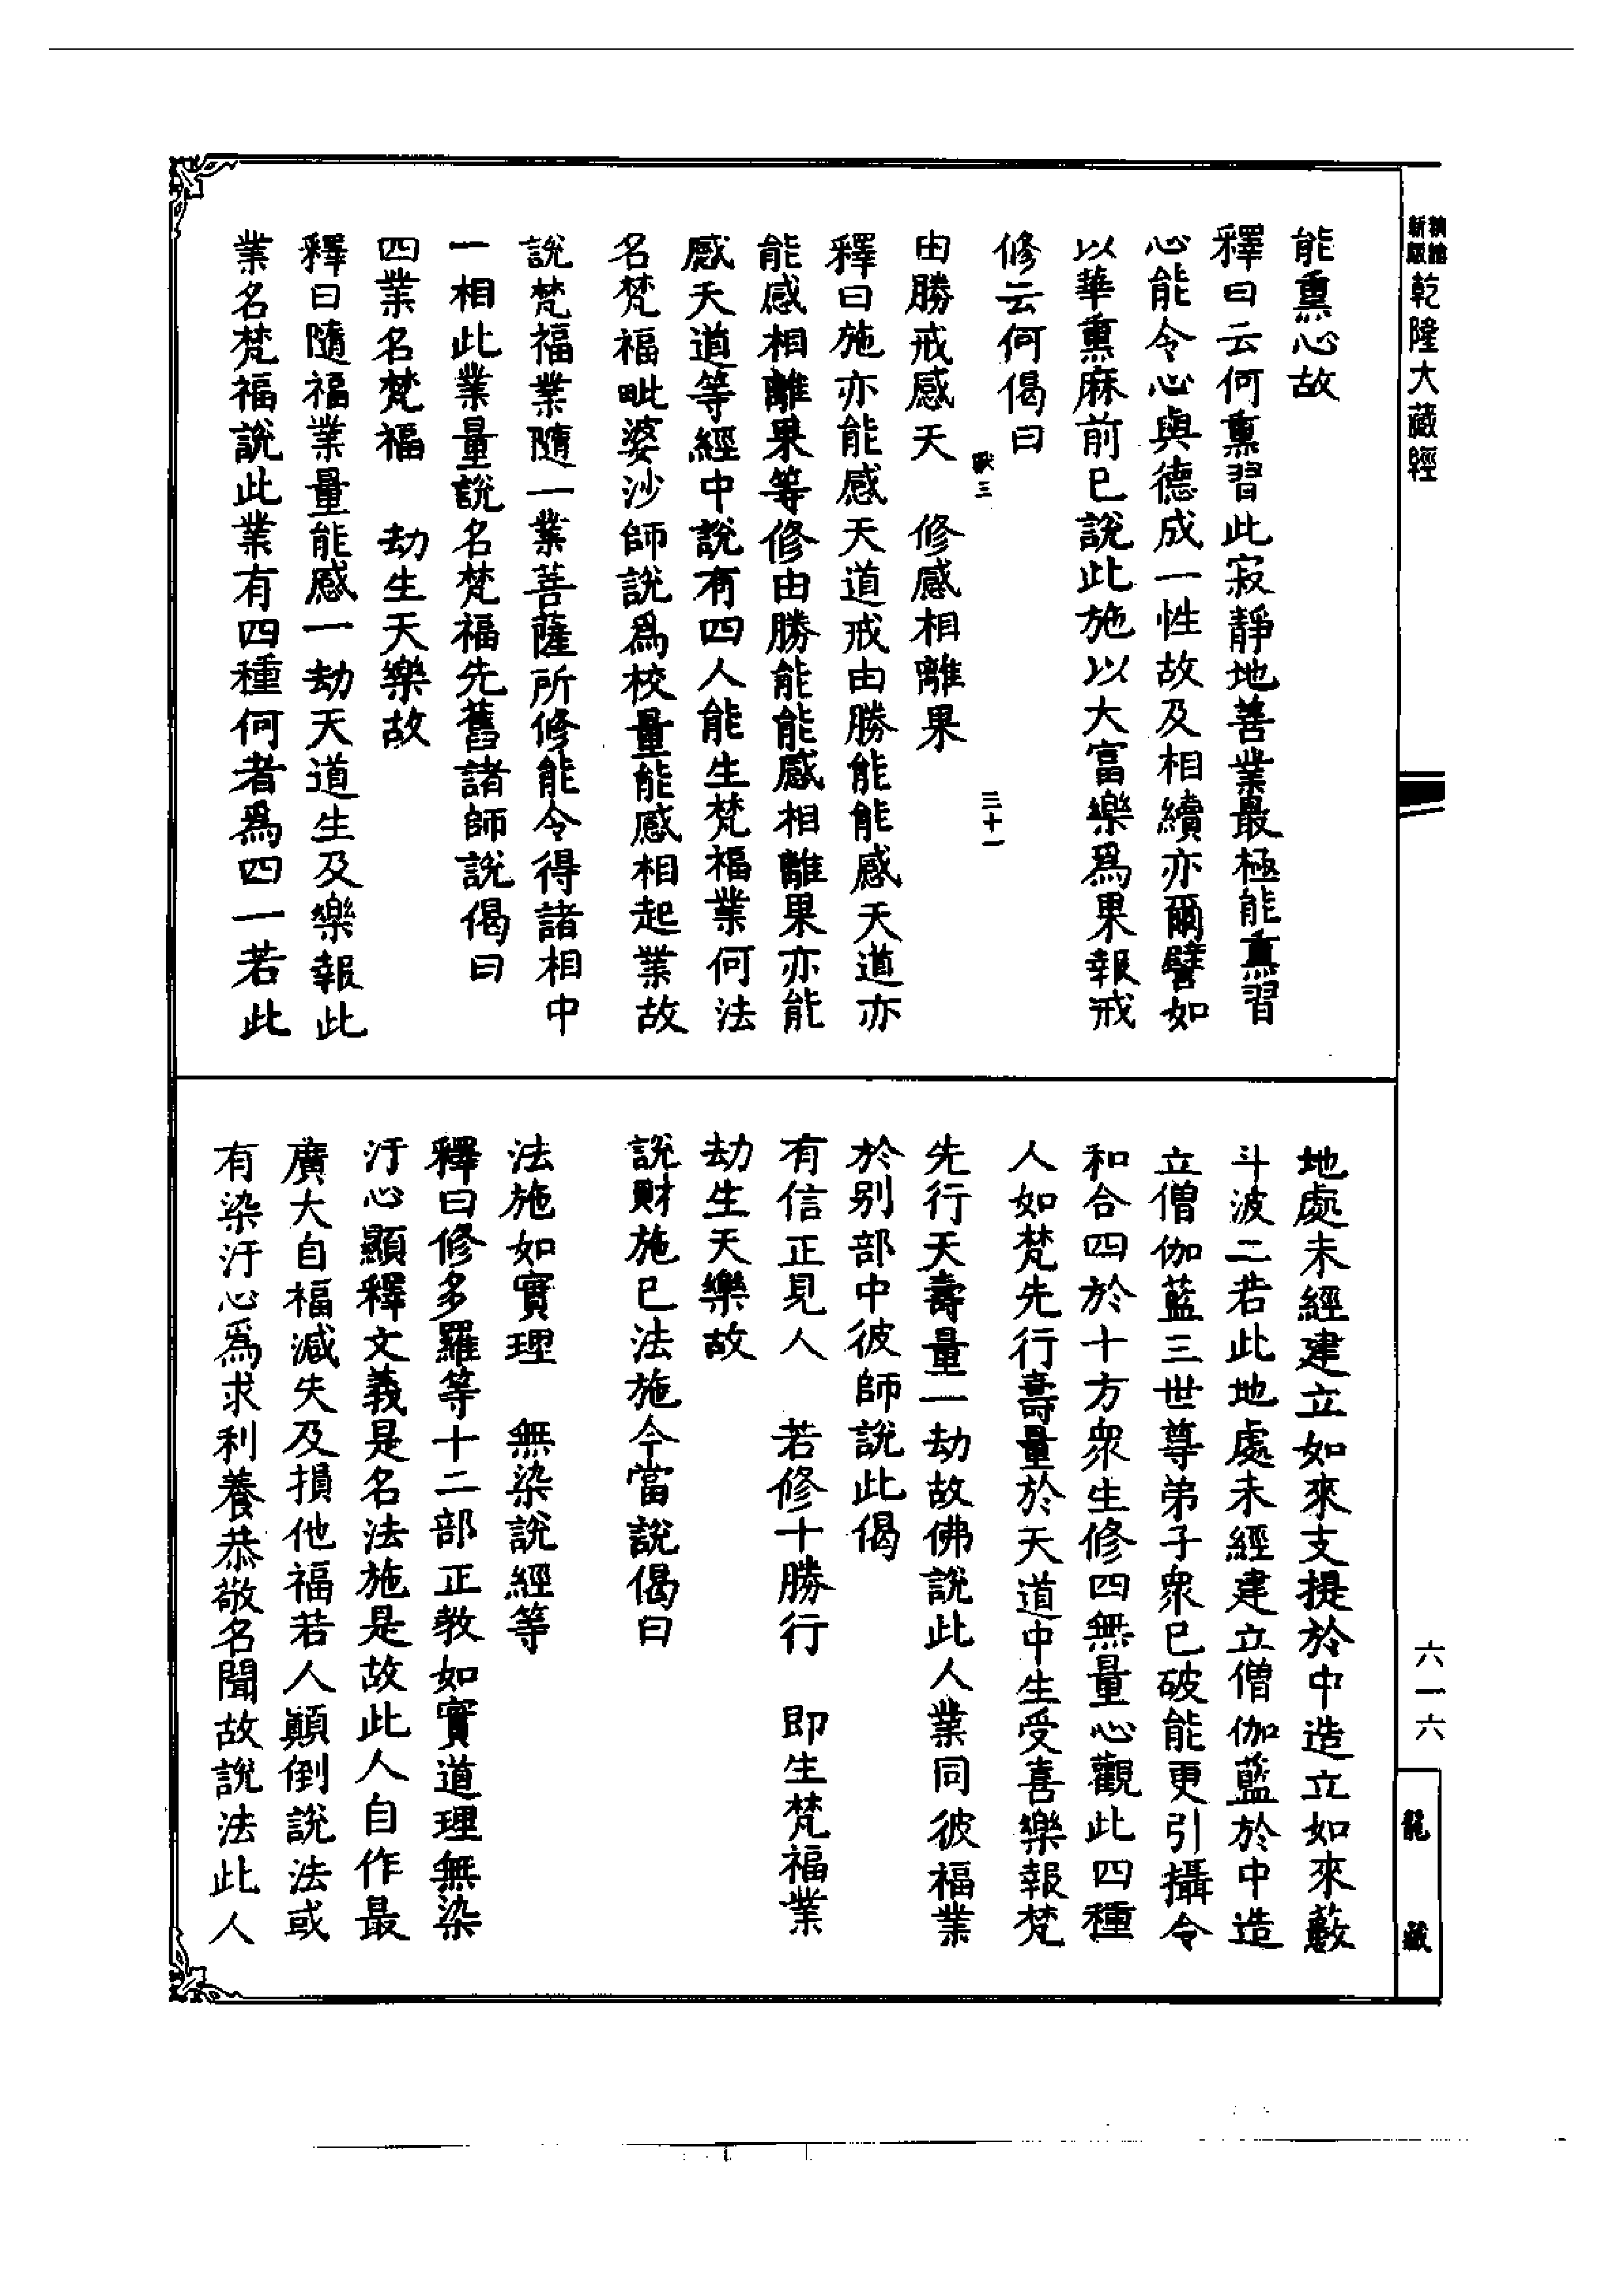 新版
乾隆大藏經
能熏心故
釋曰云何熏習此寂靜地善業最極能熏習
心能令心與德成一性故及相續亦爾譬如
以華熏麻前已說此施以大富樂爲果報戒
修云何偈曰
三十一
由勝戒感天　修感相離果
釋曰施亦能感天道戒由勝能能感天道亦
能感相離果等修由勝能能感相離果亦能
感天道等經中說有四人能生梵福業何法
名梵福毗婆沙師說爲校量能感相起業故
說梵福業隨一業菩薩所修能令得諸相中
一相此業量說名梵福先舊諸師說偈曰
四業名梵福　劫生天樂故
釋曰隨福業量能感一劫天道生及樂報此
業名梵福說此業有四種何者爲四一若此
地處未經建立如來支提於中造立如來藪
斗波二若此地處未經建立僧伽藍於中造
立僧伽藍三世尊弟子眾已破能更引攝令
和合四於十方眾生修四無量心觀此四種
人如梵先行壽量於天道中生受喜樂報梵
先行天壽量一劫故佛說此人業同彼福業
於別部中彼師說此偈
有信正見人　若修十勝行　即生梵福業
劫生天樂故
說財施已法施今當說偈曰
法施如實理　無染說經等
釋曰修多羅等十二部正教如實道理無染
汙心顯釋文義是名法施是故此人自作最
廣大自福減失及損他福若人顛倒說法或
有染汙心爲求利養恭敬名聞故說法此人
六一六
龍藏